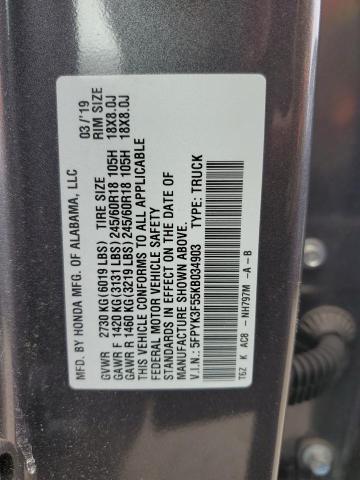 MFD. BY HONDA MFG. OF ALABAMA, LLC 03/'19
TIRE SIZE RIM SIZE
GVWR 2730 KG(6019 LBS)
GAWR F 1420 KG(3131 LBS) 245/60R18 105H 18X8.0J
GAWR R 1460 KG(3219 LBS) 245/60R18 105H 18X8.0J
THIS VEHICLE CONFORMS TO ALL APPLICABLE
FEDERAL MOTOR VEHICLE SAFETY
STANDARDS IN EFFECT ON THE DATE OF
MANUFACTURE SHOWN ABOVE.
V.I.N.: 5FPYK3F55KB034903 TYPE: TRUCK
T6Z K AC8 -NH797M -A-B